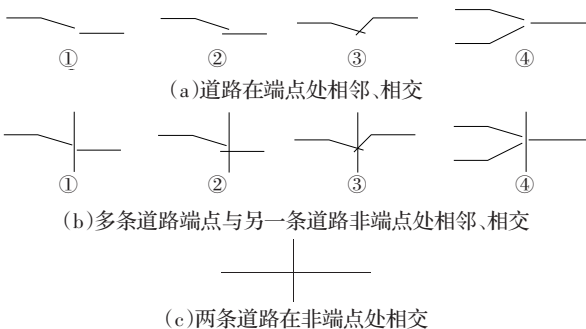 ① ② ③ ④
(a)道路在端点处相邻、相交
① ② ③ ④
(b)多条道路端点与另一条道路非端点处相邻、相交
(c)两条道路在非端点处相交